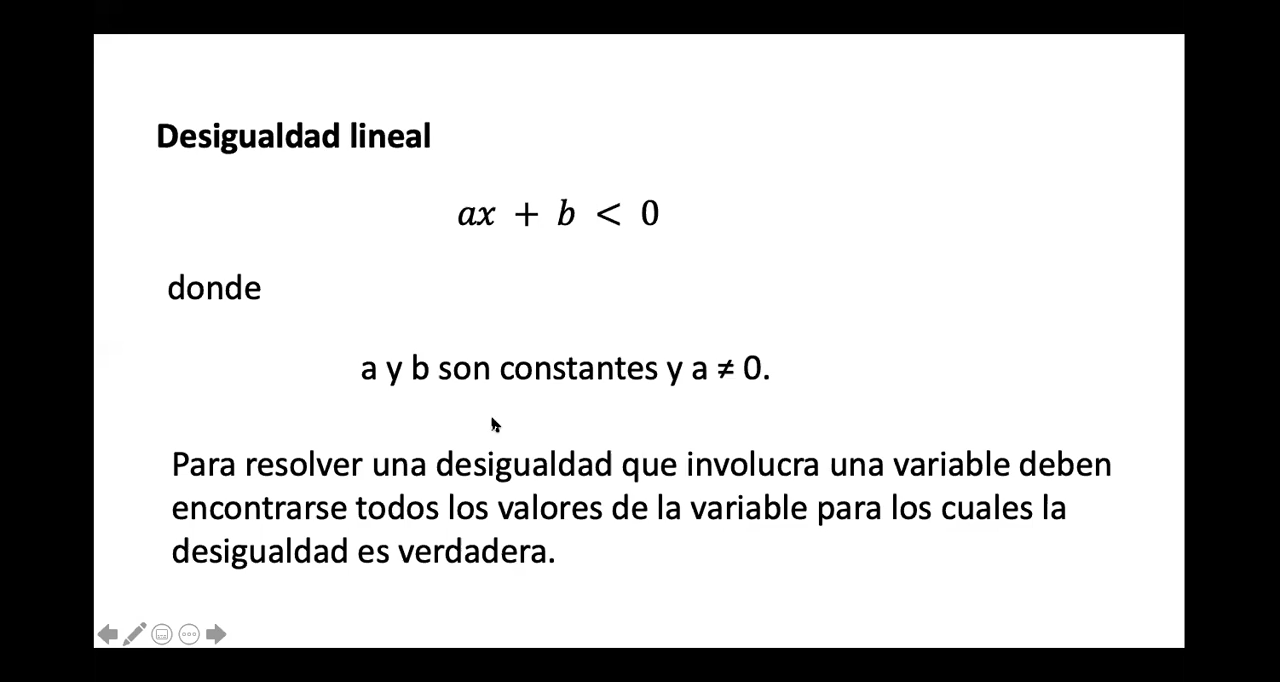 Desigualdad lineal
ax + b < 0
donde
a y b son constantes y a ≠ 0.
Para resolver una desigualdad que involucra una variable deben
encontrarse todos los valores de la variable para los cuales la
desigualdad es verdadera.